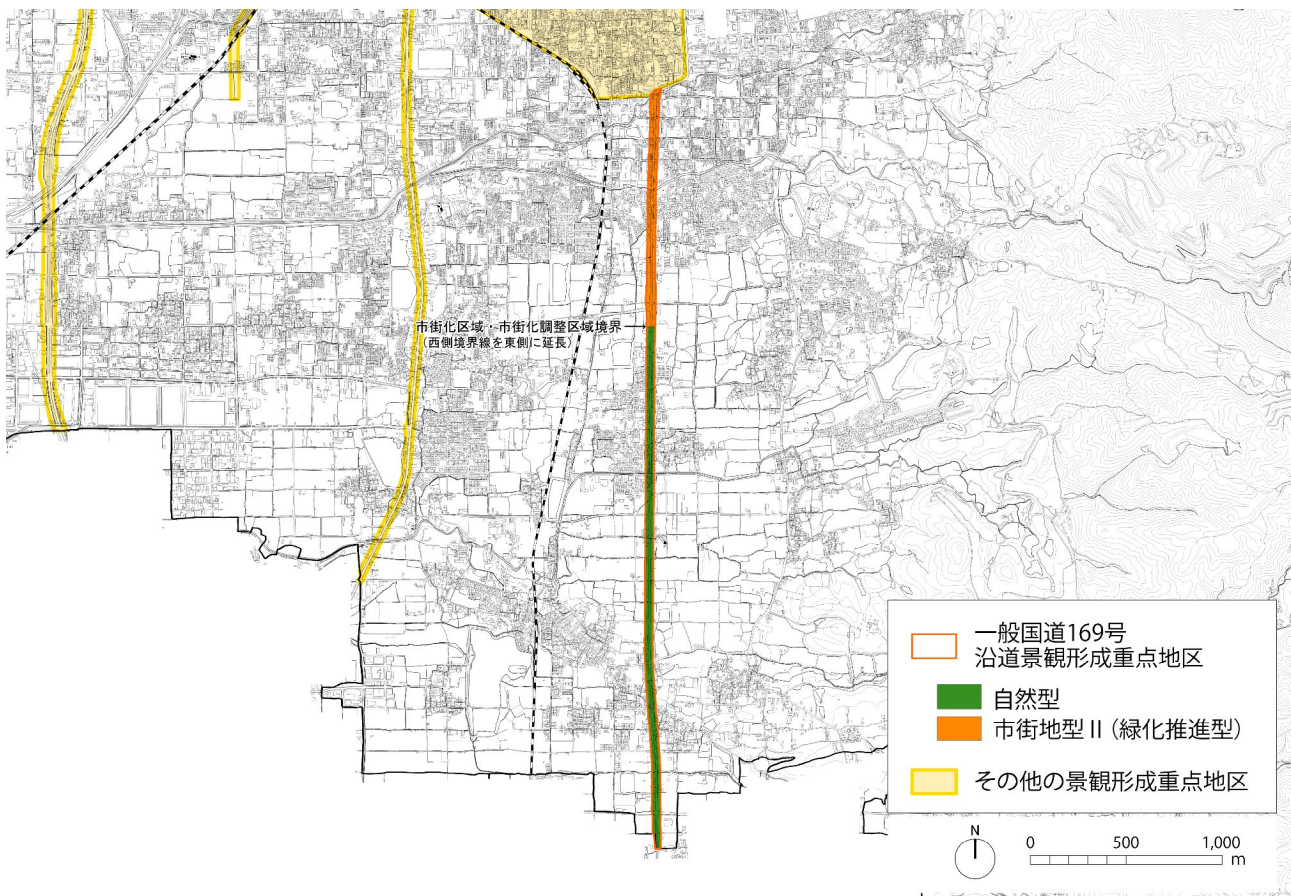 市街化区域・市街化調整区域境界
（西側境界線を東側に延長）
一般国道169号
沿道景観形成重点地区
自然型
市街地型Ⅱ（緑化推進型）
その他の景観形成重点地区
N
0 500 1,000
m